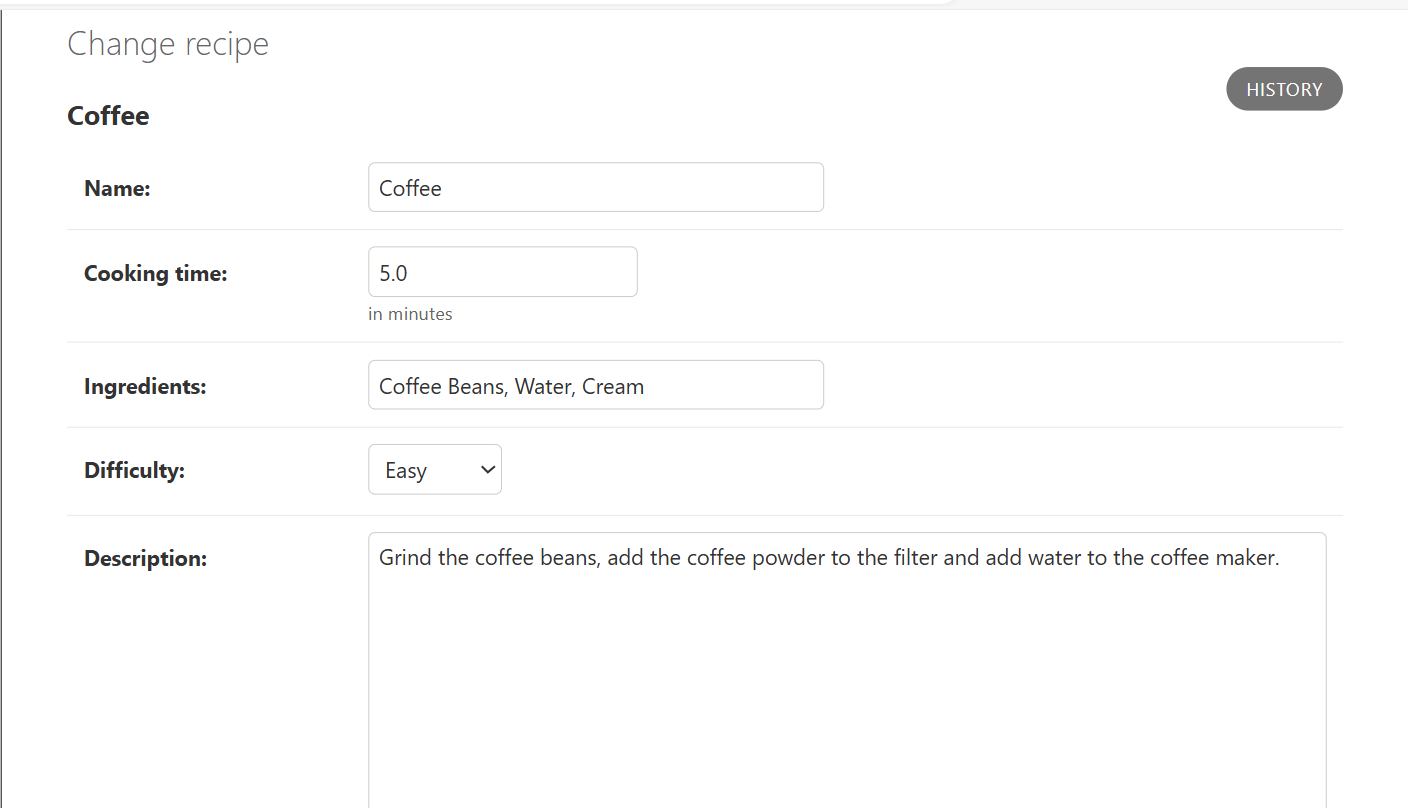 Change recipe
HISTORY
Coffee
Name:
Coffee
Cooking time:
5.0
in minutes
Ingredients:
Coffee Beans, Water, Cream
Difficulty:
Easy
Description:
Grind the coffee beans, add the coffee powder to the filter and add water to the coffee maker.